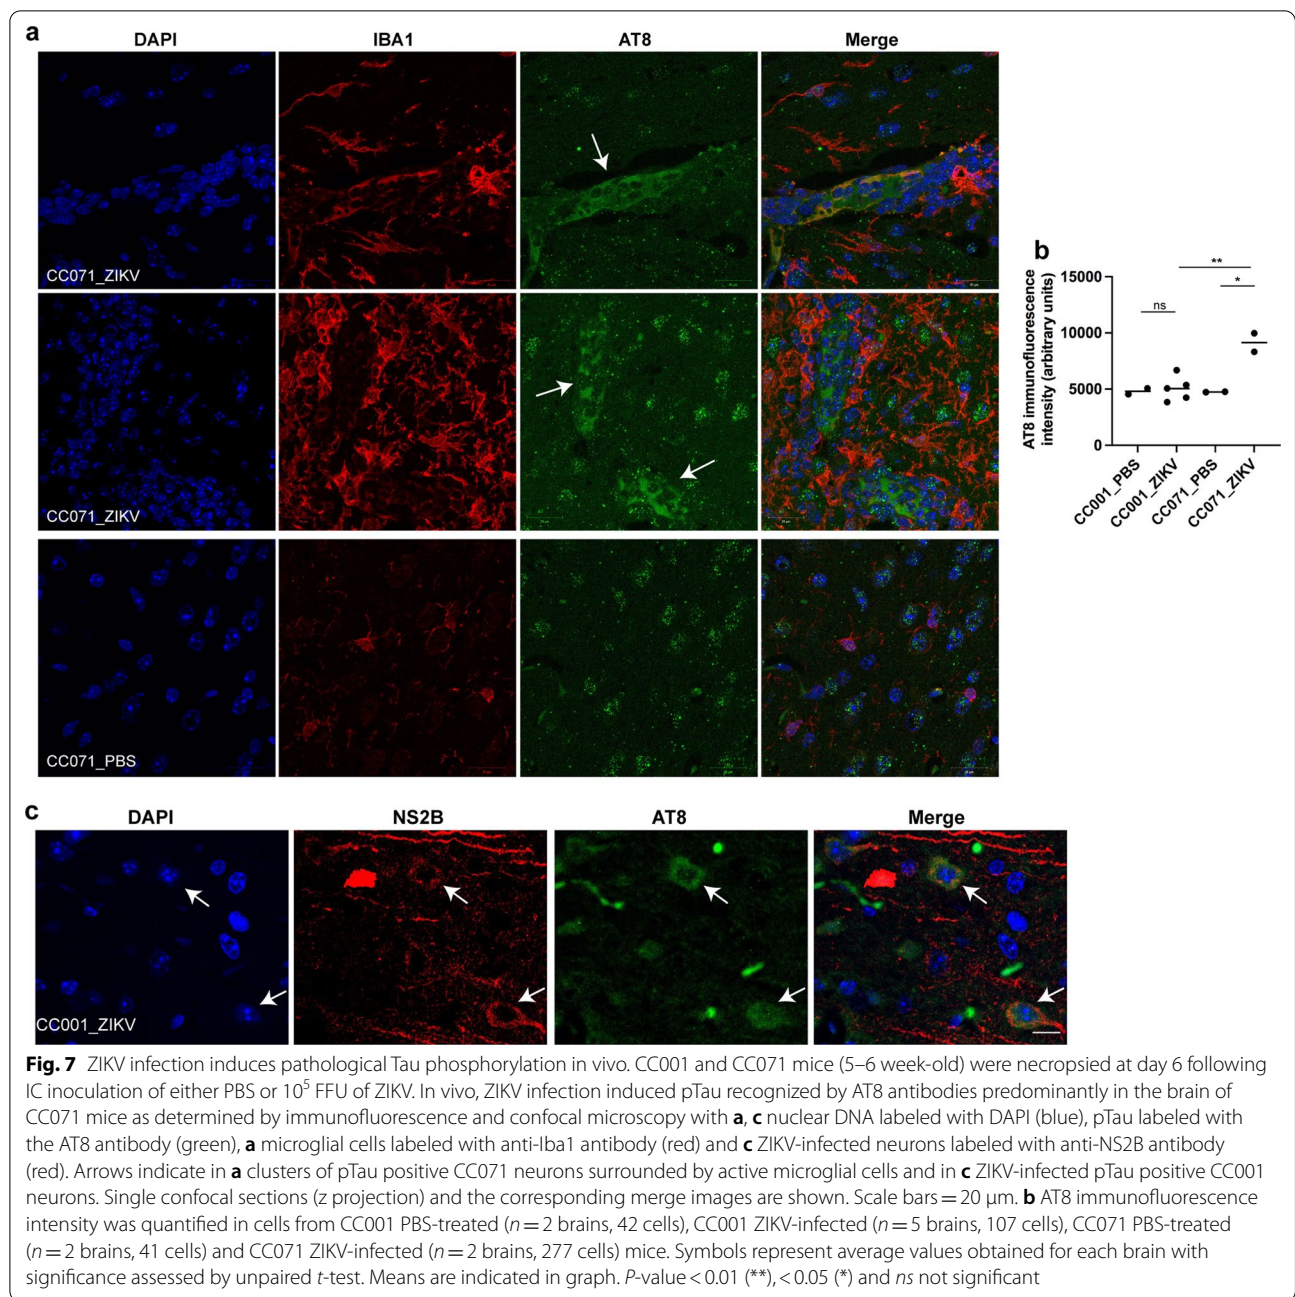 a
DAPI IBA1 AT8 Merge
CC071_ZIKV
CC071_ZIKV
CC071_PBS
b
AT8 immunofluorescence
intensity (arbitrary units)
15000
10000
5000
0
ns
**
*
CC001_PBS
CC001_ZIKV
CC071_PBS
CC071_ZIKV
c
DAPI NS2B AT8 Merge
CC001_ZIKV
Fig. 7 ZIKV infection induces pathological Tau phosphorylation in vivo. CC001 and CC071 mice (5–6 week-old) were necropsied at day 6 following
IC inoculation of either PBS or 10⁵ FFU of ZIKV. In vivo, ZIKV infection induced pTau recognized by AT8 antibodies predominantly in the brain of
CC071 mice as determined by immunofluorescence and confocal microscopy with a, c nuclear DNA labeled with DAPI (blue), pTau labeled with
the AT8 antibody (green), a microglial cells labeled with anti-Iba1 antibody (red) and c ZIKV-infected neurons labeled with anti-NS2B antibody
(red). Arrows indicate in a clusters of pTau positive CC071 neurons surrounded by active microglial cells and in c ZIKV-infected pTau positive CC001
neurons. Single confocal sections (z projection) and the corresponding merge images are shown. Scale bars = 20 μm. b AT8 immunofluorescence
intensity was quantified in cells from CC001 PBS-treated (n = 2 brains, 42 cells), CC001 ZIKV-infected (n = 5 brains, 107 cells), CC071 PBS-treated
(n = 2 brains, 41 cells) and CC071 ZIKV-infected (n = 2 brains, 277 cells) mice. Symbols represent average values obtained for each brain with
significance assessed by unpaired t-test. Means are indicated in graph. P-value < 0.01 (**), < 0.05 (*) and ns not significant